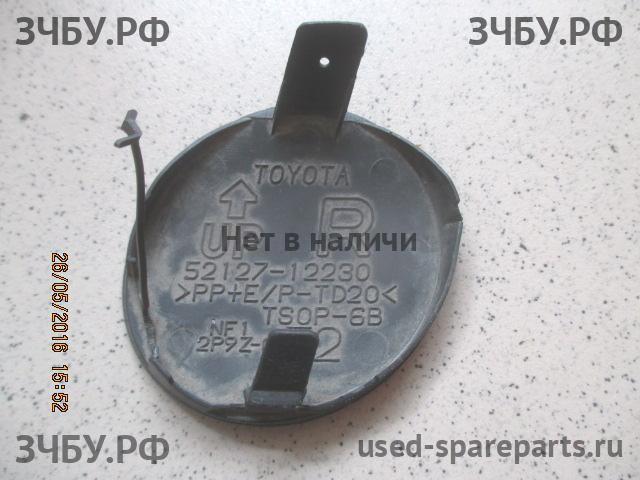 ЗЧБУ.РФ
ЗЧБУ.РФ
TOYOTA
UP R
Нет в наличи
52127-12230
>PP+E/P-TD20<
TSOP-6B
NF1
2P9Z-
2
26/05/2016 15:52
ЗЧБУ.РФ
used-spareparts.ru